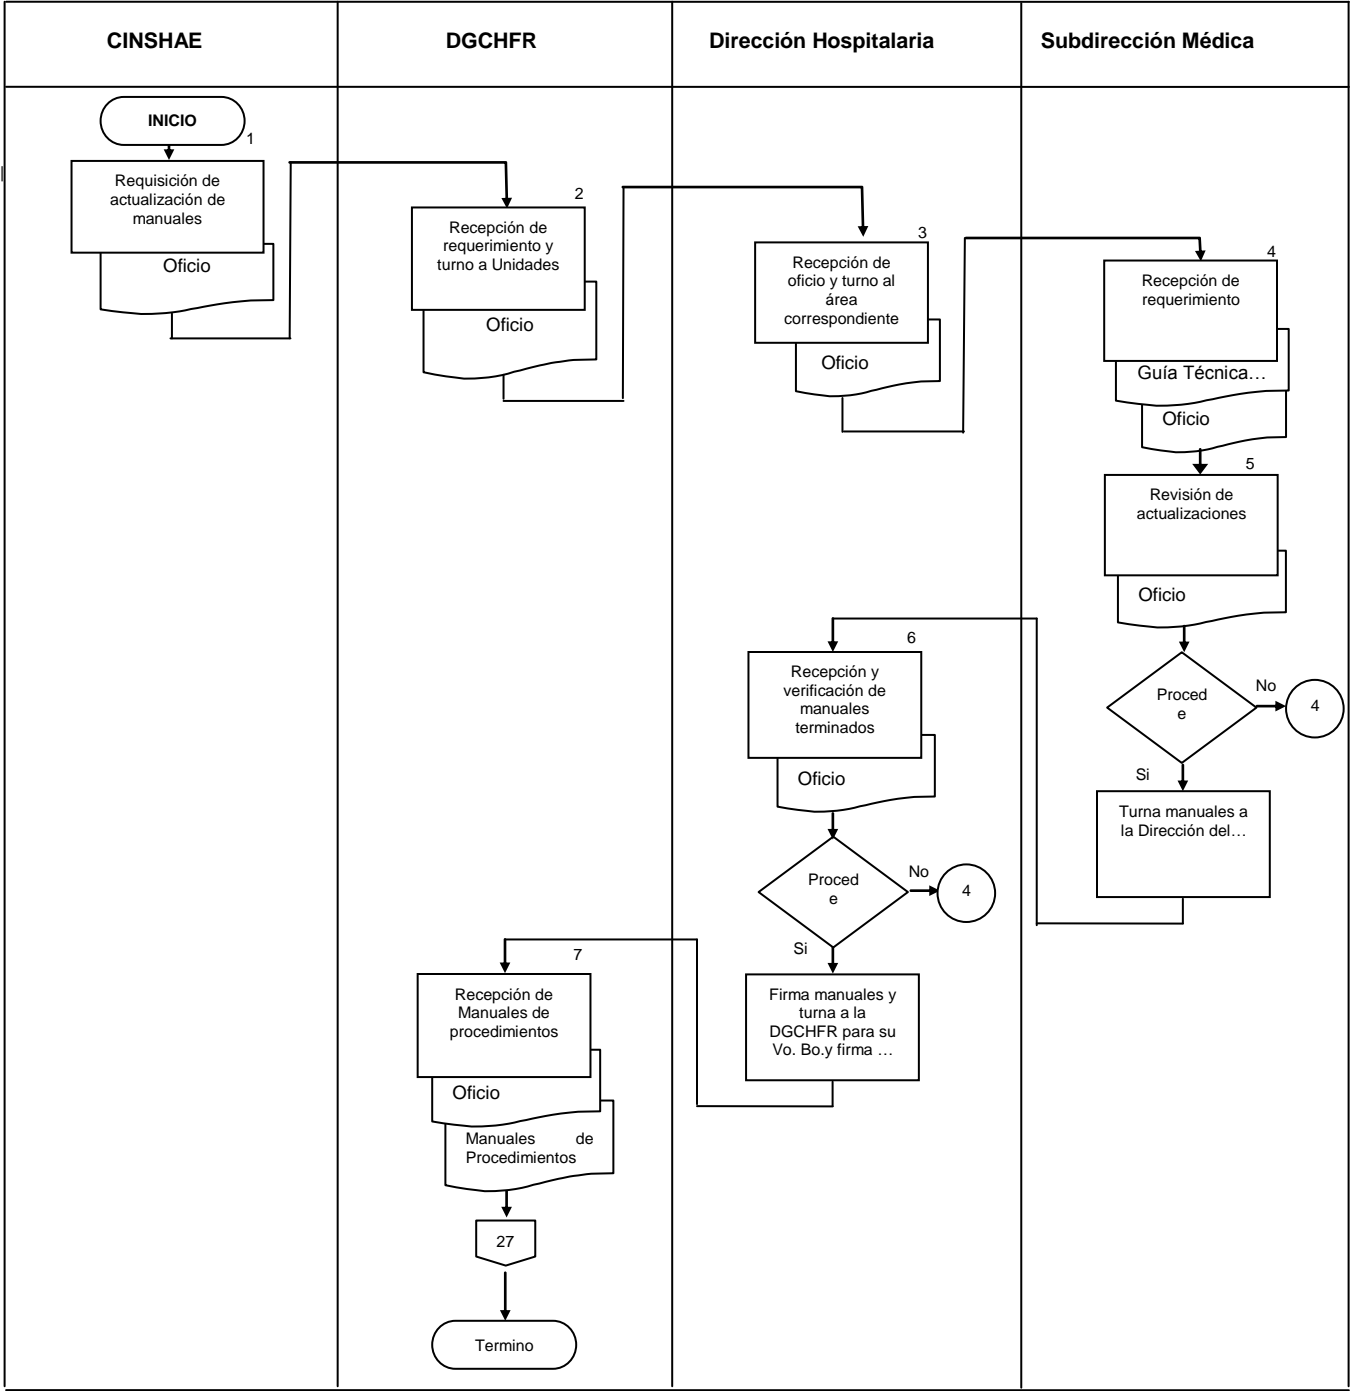 CINSHAE
DGCHFR
Dirección Hospitalaria
Subdirección Médica
INICIO
1
Requisición de
actualización de
manuales
Oficio
2
Recepción de
requerimiento y
turno a Unidades
Oficio
3
Recepción de
oficio y turno al
área
correspondiente
Oficio
4
Recepción de
requerimiento
Guía Técnica…
Oficio
5
Revisión de
actualizaciones
Oficio
Proced
e
No
4
Si
Turna manuales a
la Dirección del…
6
Recepción y
verificación de
manuales
terminados
Oficio
Proced
e
No
4
Si
Firma manuales y
turna a la
DGCHFR para su
Vo. Bo.y firma …
7
Recepción de
Manuales de
procedimientos
Oficio
Manuales de
Procedimientos
27
Termino